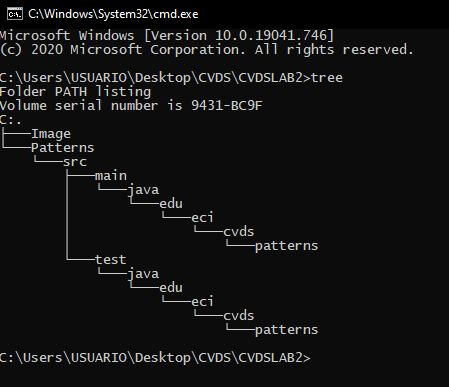 C:\Windows\System32\cmd.exe
Microsoft Windows [Version 10.0.19041.746]
(c) 2020 Microsoft Corporation. All rights reserved.
C:\Users\USUARIO\Desktop\CVDS\CVDSLAB2>tree
Folder PATH listing
Volume serial number is 9431-BC9F
C:.
├───Image
└───Patterns
    └───src
        ├───main
        │   └───java
        │       └───edu
        │           └───eci
        │               └───cvds
        │                   └───patterns
        └───test
            └───java
                └───edu
                    └───eci
                        └───cvds
                            └───patterns
C:\Users\USUARIO\Desktop\CVDS\CVDSLAB2>